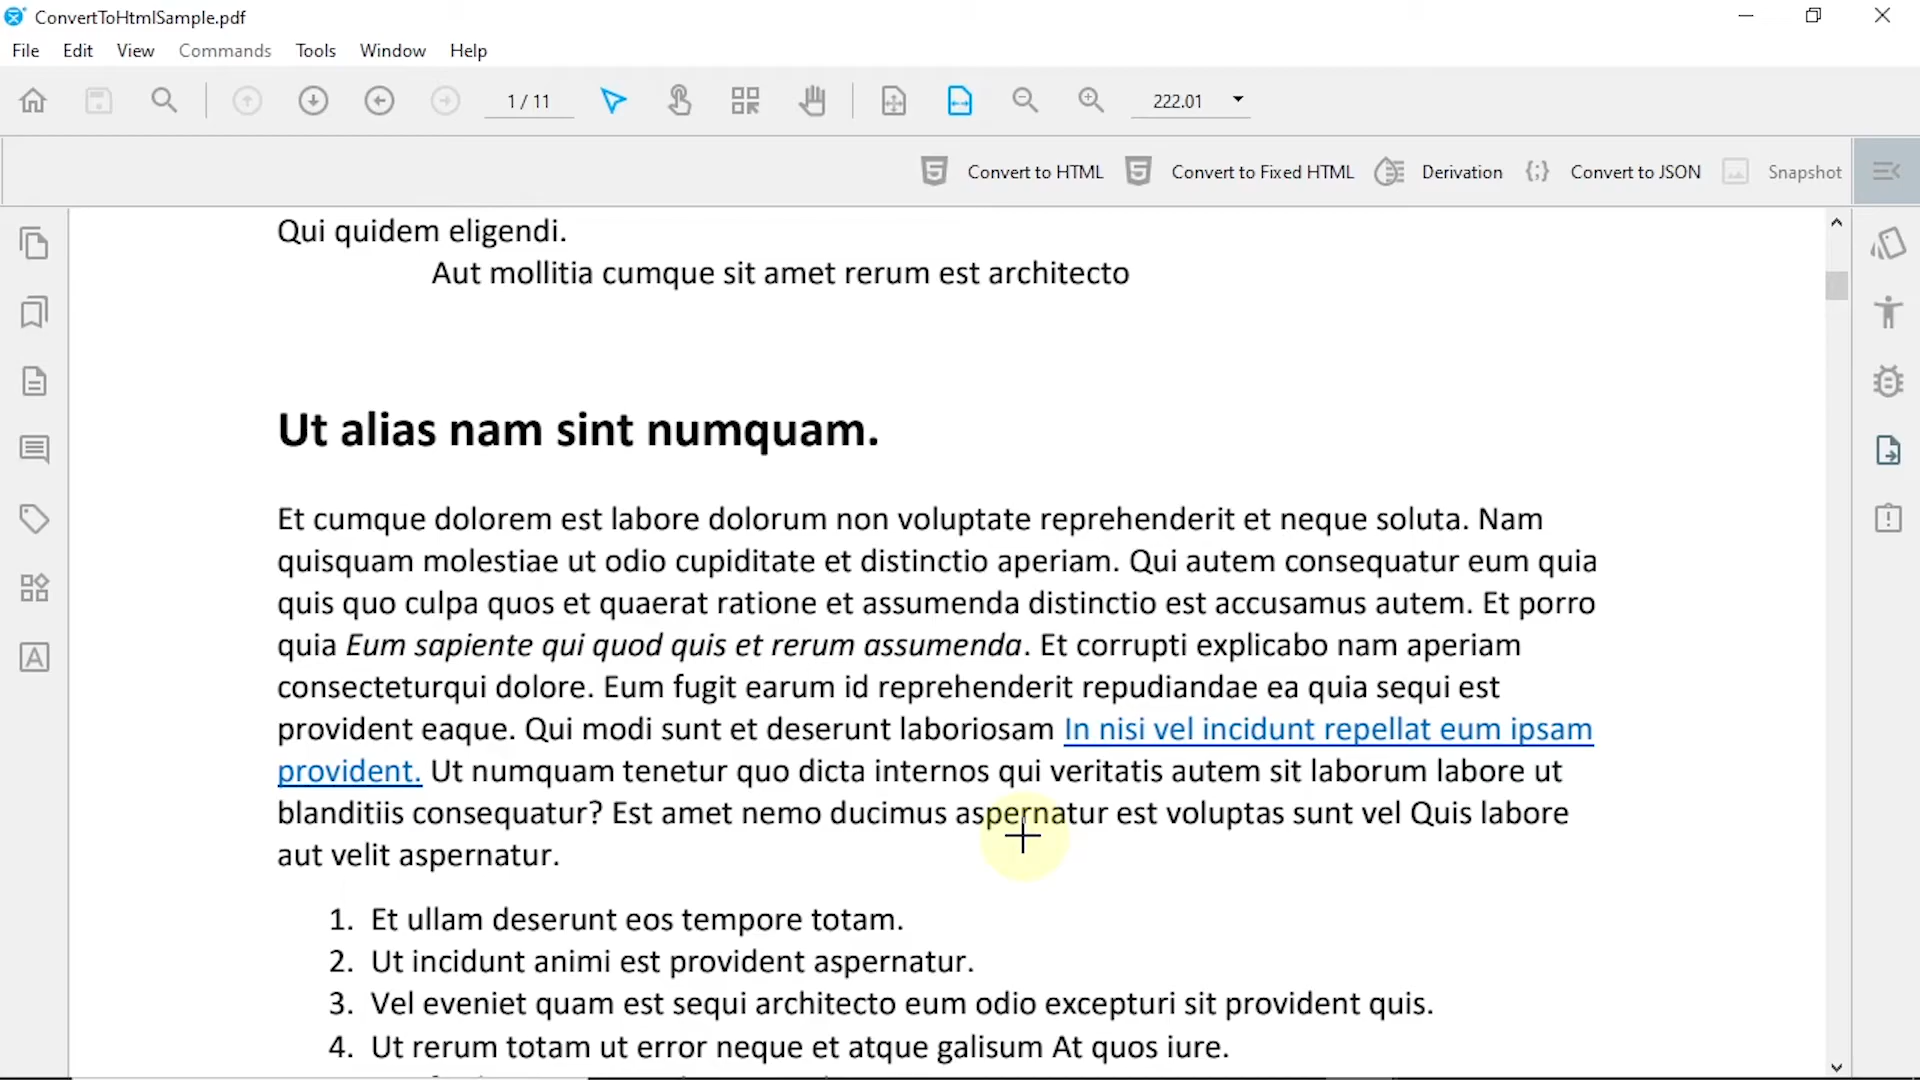 ConvertToHtmlSample.pdf
File Edit View Commands Tools Window Help
1 / 11 222.01
Convert to HTML Convert to Fixed HTML Derivation Convert to JSON Snapshot
Qui quidem eligendi.
Aut mollitia cumque sit amet rerum est architecto
Ut alias nam sint numquam.
Et cumque dolorem est labore dolorum non voluptate reprehenderit et neque soluta. Nam
quisquam molestiae ut odio cupiditate et distinctio aperiam. Qui autem consequatur eum quia
quis quo culpa quos et quaerat ratione et assumenda distinctio est accusamus autem. Et porro
quia Eum sapiente qui quod quis et rerum assumenda. Et corrupti explicabo nam aperiam
consecteturqui dolore. Eum fugit earum id reprehenderit repudiandae ea quia sequi est
provident eaque. Qui modi sunt et deserunt laboriosam In nisi vel incidunt repellat eum ipsam
provident. Ut numquam tenetur quo dicta internos qui veritatis autem sit laborum labore ut
blanditiis consequatur? Est amet nemo ducimus aspernatur est voluptas sunt vel Quis labore
aut velit aspernatur.
1. Et ullam deserunt eos tempore totam.
2. Ut incidunt animi est provident aspernatur.
3. Vel eveniet quam est sequi architecto eum odio excepturi sit provident quis.
4. Ut rerum totam ut error neque et atque galisum At quos iure.